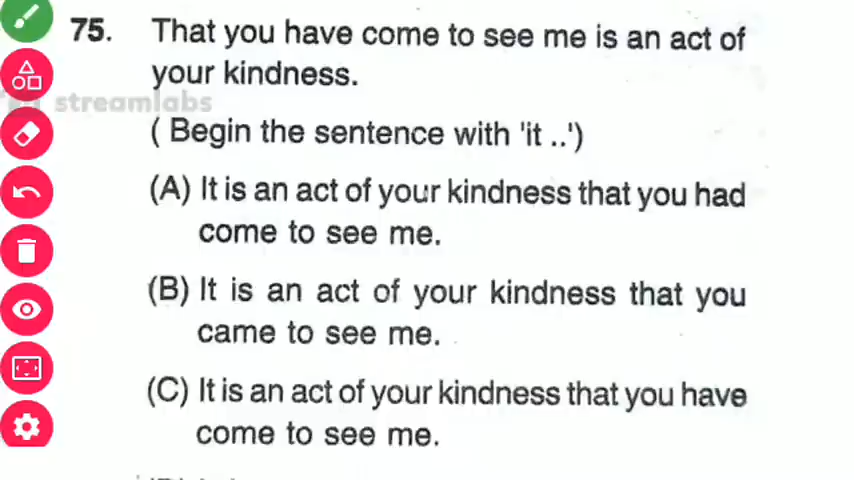 75. That you have come to see me is an act of
your kindness.
streamlabs
( Begin the sentence with 'it ..')
(A) It is an act of your kindness that you had
come to see me.
(B) It is an act of your kindness that you
came to see me.
(C) It is an act of your kindness that you have
come to see me.